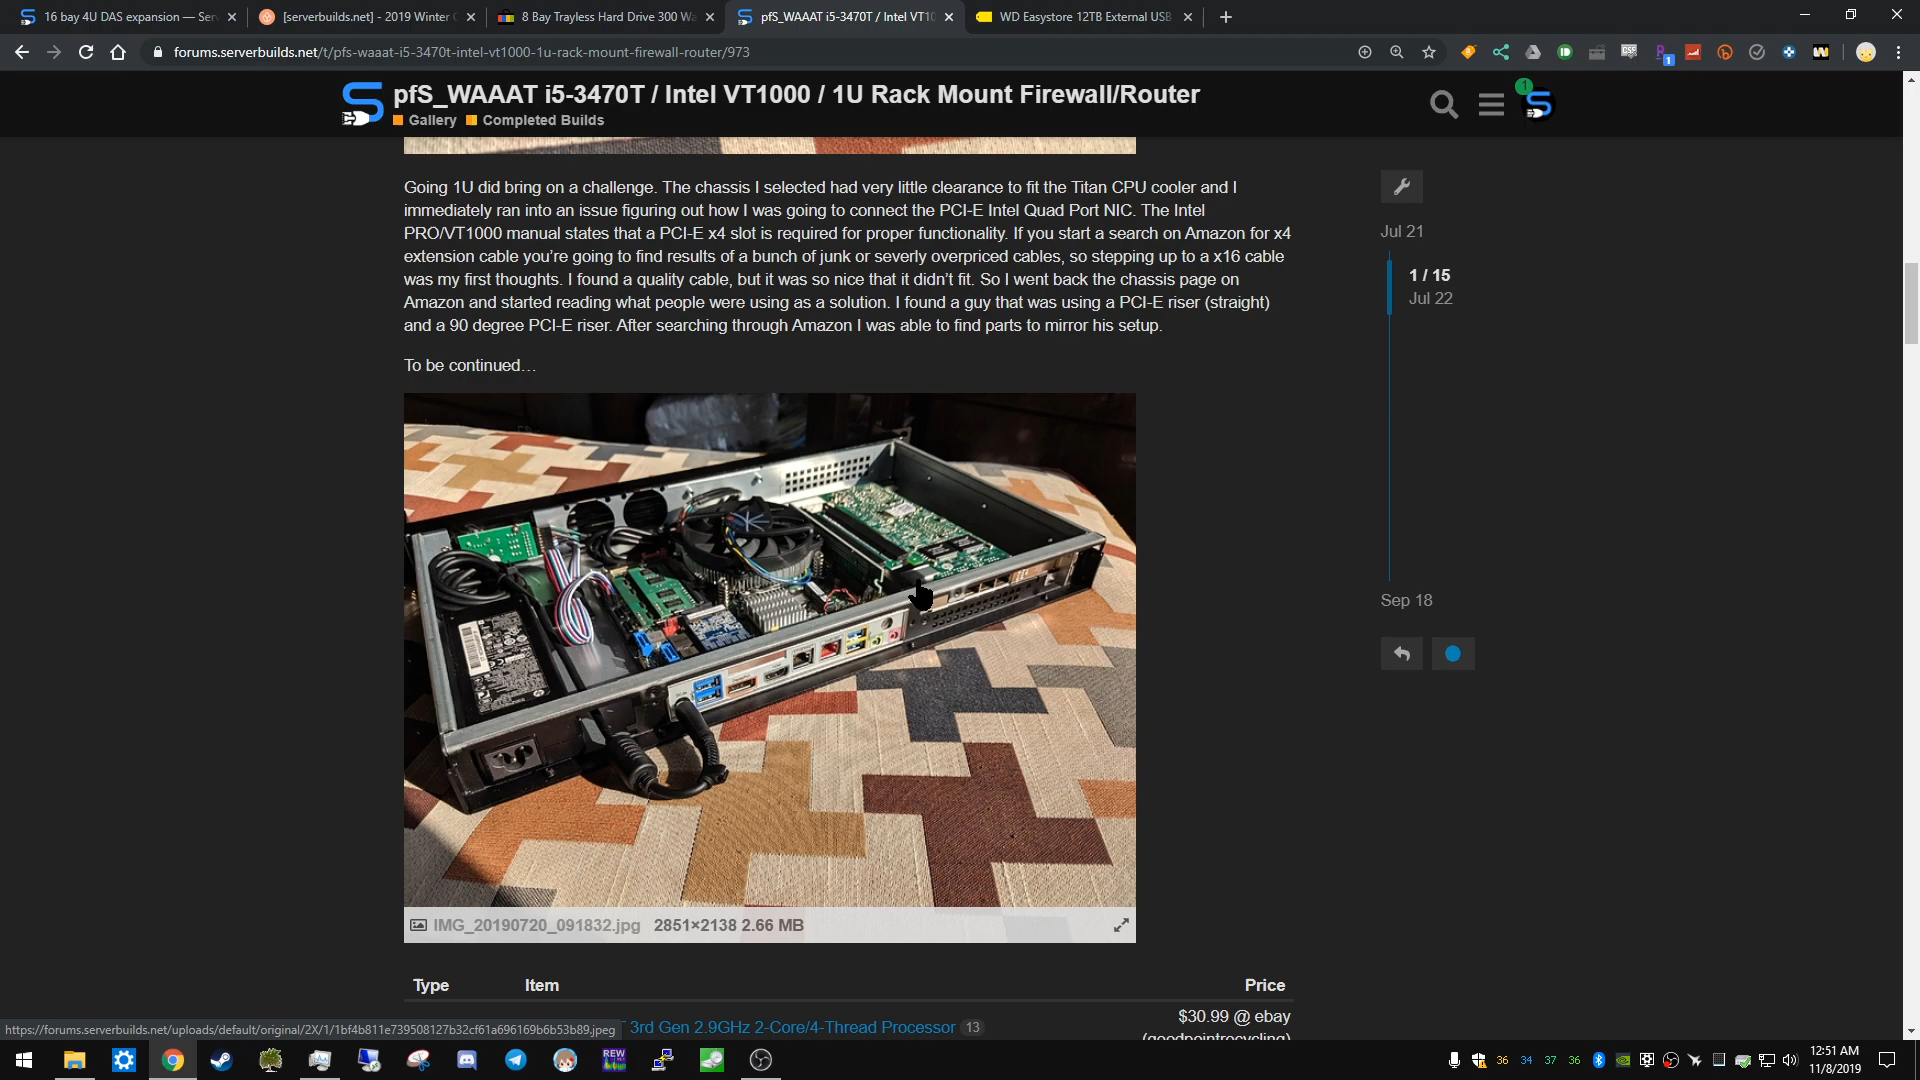 16 bay 4U DAS expansion — Ser
[serverbuilds.net] - 2019 Winter
8 Bay Trayless Hard Drive 300 Wa
pfS_WAAAT i5-3470T / Intel VT10
WD Easystore 12TB External USB
forums.serverbuilds.net/t/pfs-waaat-i5-3470t-intel-vt1000-1u-rack-mount-firewall-router/973
pfS_WAAAT i5-3470T / Intel VT1000 / 1U Rack Mount Firewall/Router
1
Gallery Completed Builds
Going 1U did bring on a challenge. The chassis I selected had very little clearance to fit the Titan CPU cooler and I
immediately ran into an issue figuring out how I was going to connect the PCI-E Intel Quad Port NIC. The Intel
PRO/VT1000 manual states that a PCI-E x4 slot is required for proper functionality. If you start a search on Amazon for x4
extension cable you’re going to find results of a bunch of junk or severly overpriced cables, so stepping up to a x16 cable
was my first thoughts. I found a quality cable, but it was so nice that it didn’t fit. So I went back the chassis page on
Amazon and started reading what people were using as a solution. I found a guy that was using a PCI-E riser (straight)
and a 90 degree PCI-E riser. After searching through Amazon I was able to find parts to mirror his setup.
To be continued…
Jul 21
1 / 15
Jul 22
Sep 18
IMG_20190720_091832.jpg 2851×2138 2.66 MB
Type Item Price
3rd Gen 2.9GHz 2-Core/4-Thread Processor 13
$30.99 @ ebay
(goodpointrecycling)
https://forums.serverbuilds.net/uploads/default/original/2X/1/1bf4b811e739508127b32cf61a696169b6b53b89.jpeg
REW
36 34 37 36
12:51 AM
11/8/2019